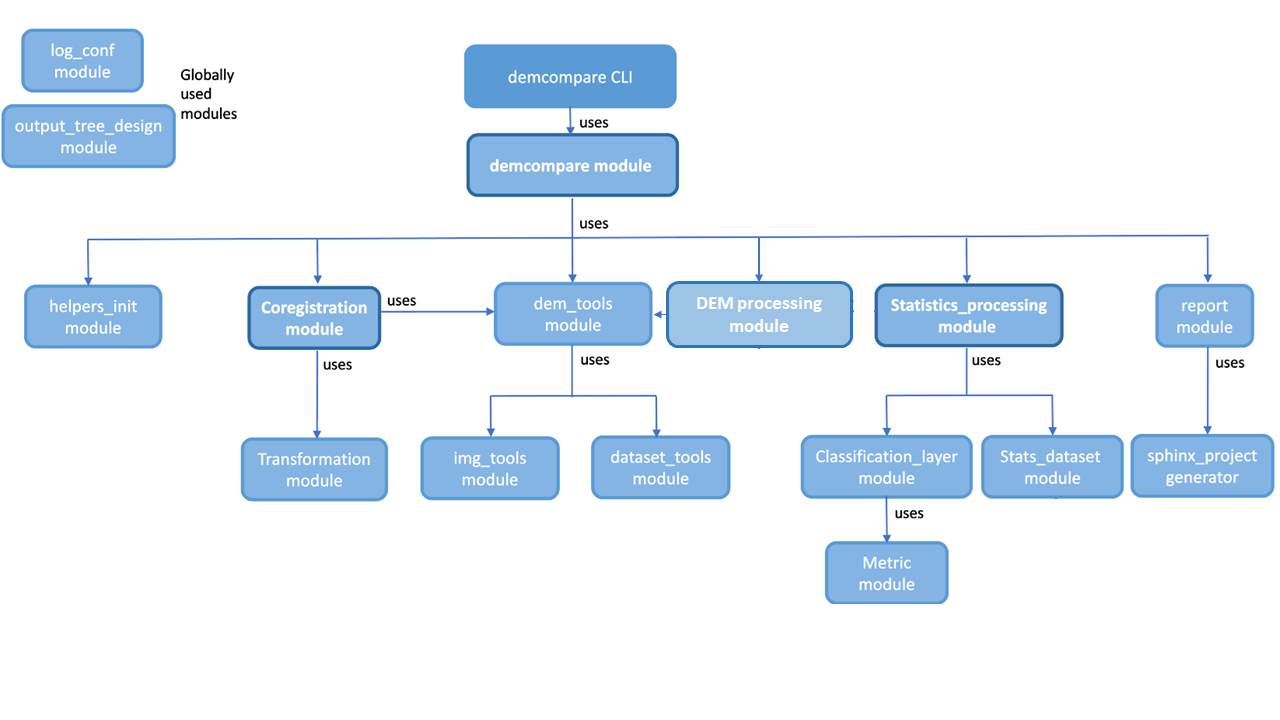 log_conf
module
Globally
used
modules
output_tree_design
module
demcompare CLI
uses
demcompare module
uses
helpers_init
module
Coregistration
module
uses
dem_tools
module
DEM processing
module
Statistics_processing
module
report
module
uses
uses
uses
uses
Transformation
module
img_tools
module
dataset_tools
module
Classification_layer
module
Stats_dataset
module
sphinx_project
generator
uses
Metric
module